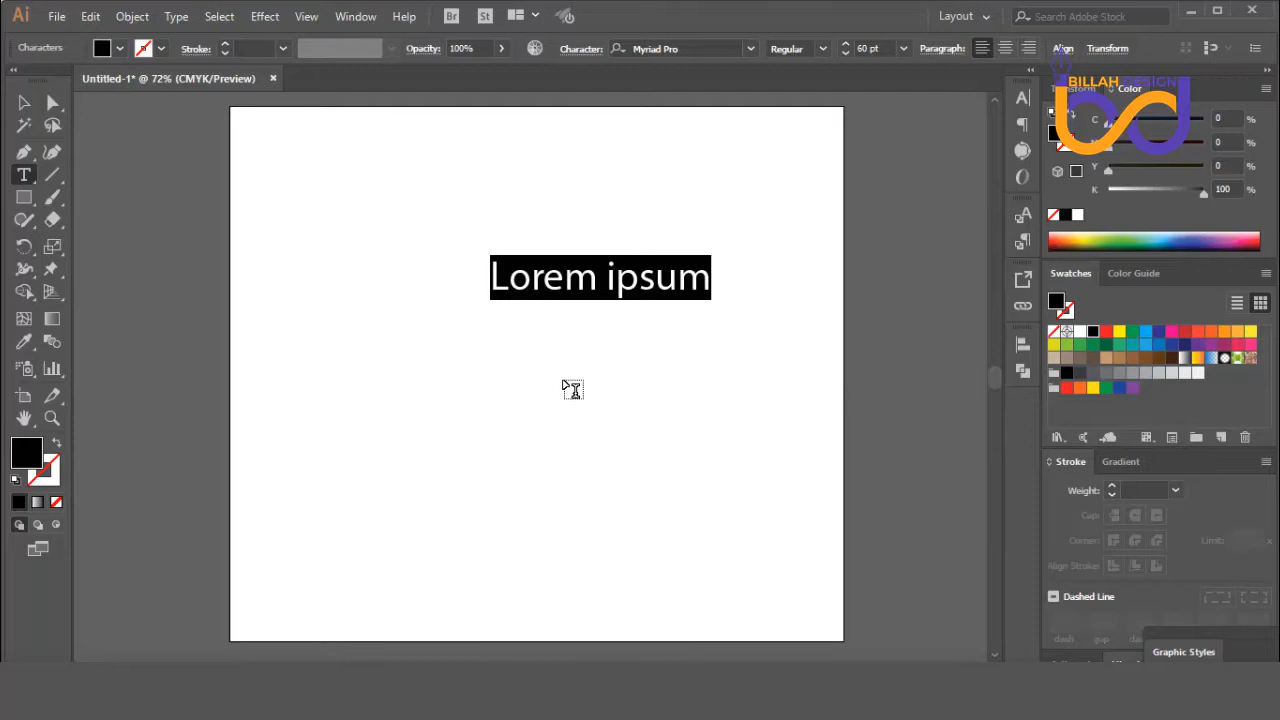 Ai File Edit Object Type Select Effect View Window Help Br St Layout Search Adobe Stock
Characters Stroke: Opacity: 100% Character: Myriad Pro Regular 60 pt Paragraph: Align Transform
Untitled-1* @ 72% (CMYK/Preview)
BILLAH DESIGN
Transform Color
C 0 %
0 %
Y 0 %
K 100 %
Lorem ipsum
Swatches Color Guide
Stroke Gradient
Weight:
Cap:
Corner: Limit:
Align Stroke:
Dashed Line
dash gap
Graphic Styles